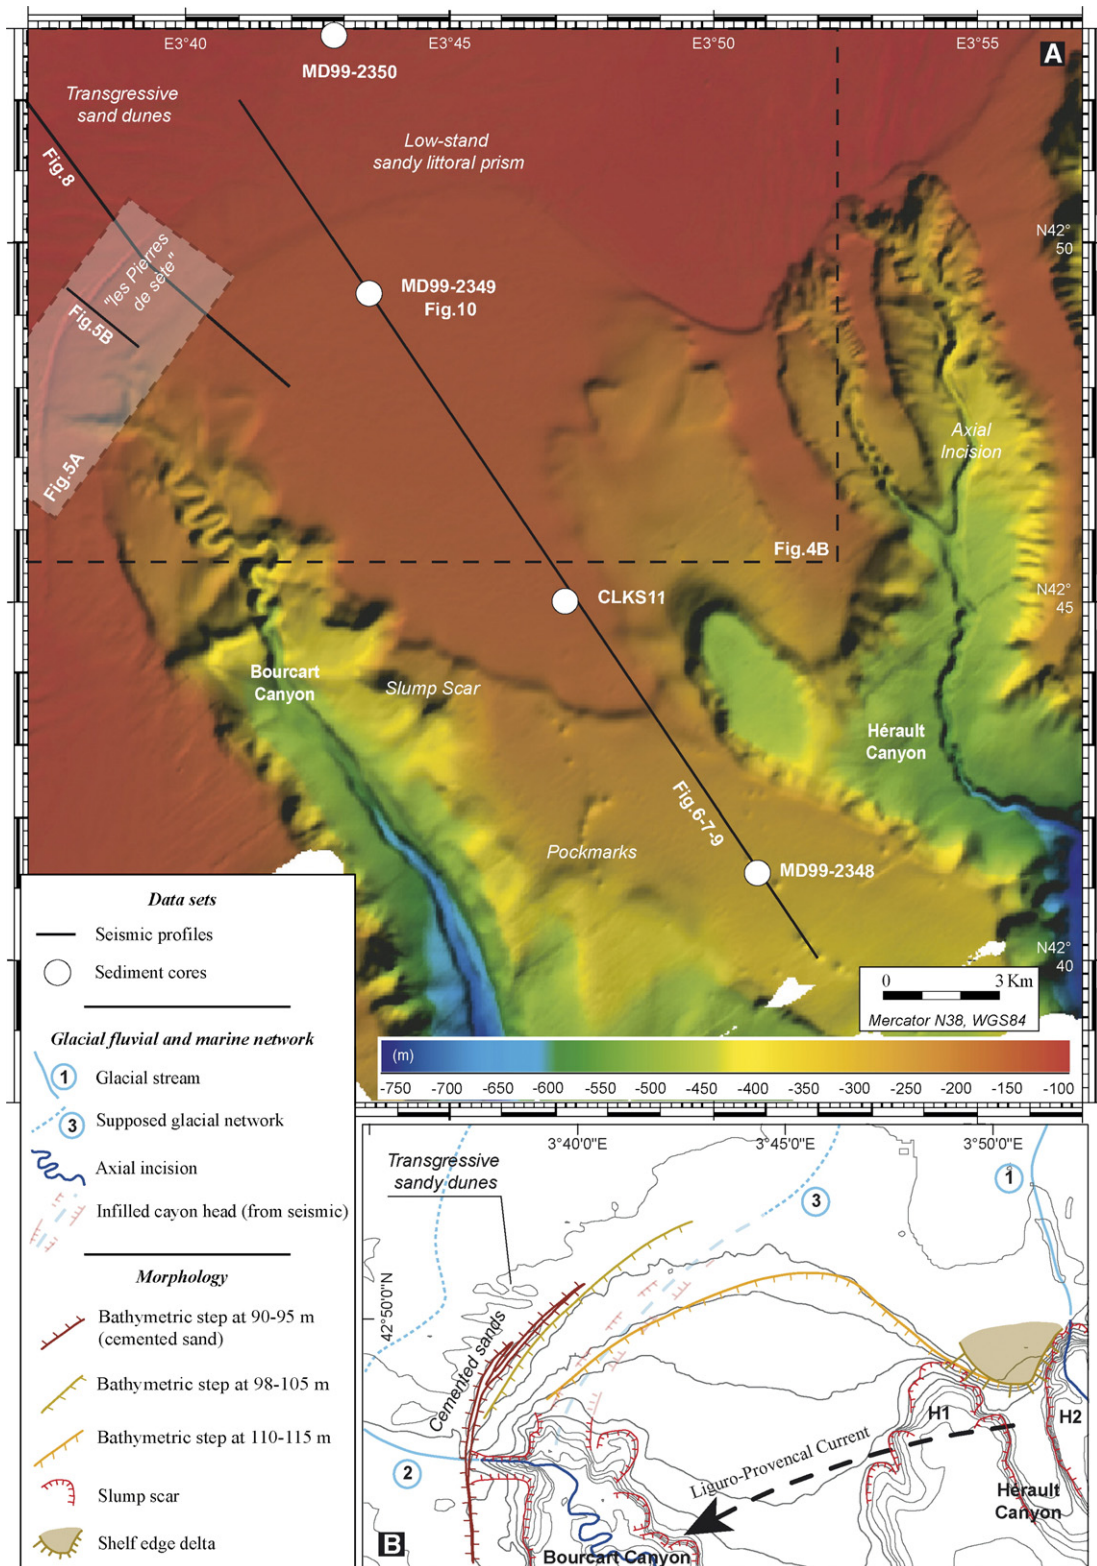 E3°40
E3°45
E3°50
E3°55
A
MD99-2350
Transgressive
sand dunes
Low-stand
sandy littoral prism
Fig.8
N42°
50
"les Pierres
de sète"
MD99-2349
Fig.10
Fig.5B
Fig.5A
Axial
Incision
Fig.4B
CLKS11
N42°
45
Bourcart
Canyon
Slump Scar
Hérault
Canyon
Fig.6-7-9
Pockmarks
MD99-2348
N42°
40
0 3 Km
Mercator N38, WGS84
(m)
-750 -700 -650 -600 -550 -500 -450 -400 -350 -300 -250 -200 -150 -100
Data sets
Seismic profiles
Sediment cores
Glacial fluvial and marine network
1 Glacial stream
3 Supposed glacial network
Axial incision
Infilled cayon head (from seismic)
Morphology
Bathymetric step at 90-95 m
(cemented sand)
Bathymetric step at 98-105 m
Bathymetric step at 110-115 m
Slump scar
Shelf edge delta
3°40'0"E
3°45'0"E
3°50'0"E
Transgressive
sandy dunes
3
1
42°50'0"N
Cemented sands
2
H1
H2
Liguro-Provencal Current
Hérault
Canyon
B
Bourcart Canyon